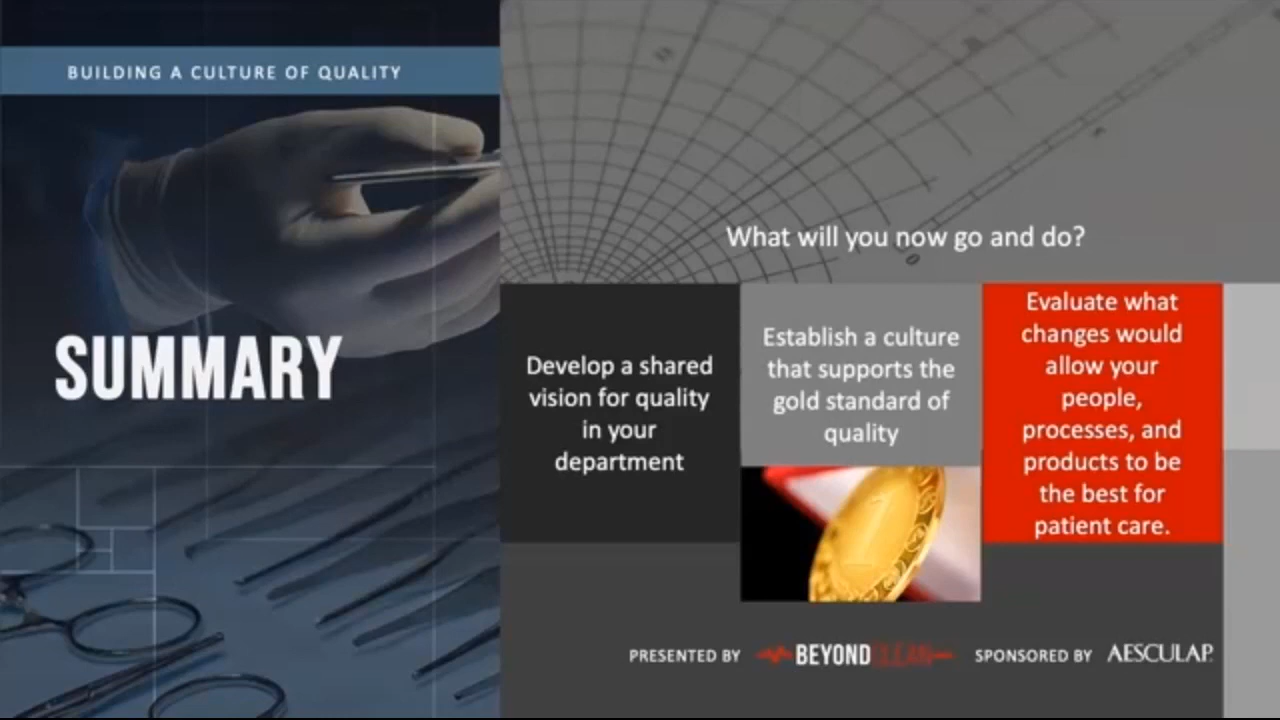 BUILDING A CULTURE OF QUALITY
SUMMARY
What will you now go and do?
Develop a shared
vision for quality
in your
department
Establish a culture
that supports the
gold standard of
quality
Evaluate what
changes would
allow your
people,
processes, and
products to be
the best for
patient care.
PRESENTED BY BEYONDCLEAN SPONSORED BY AESCULAP